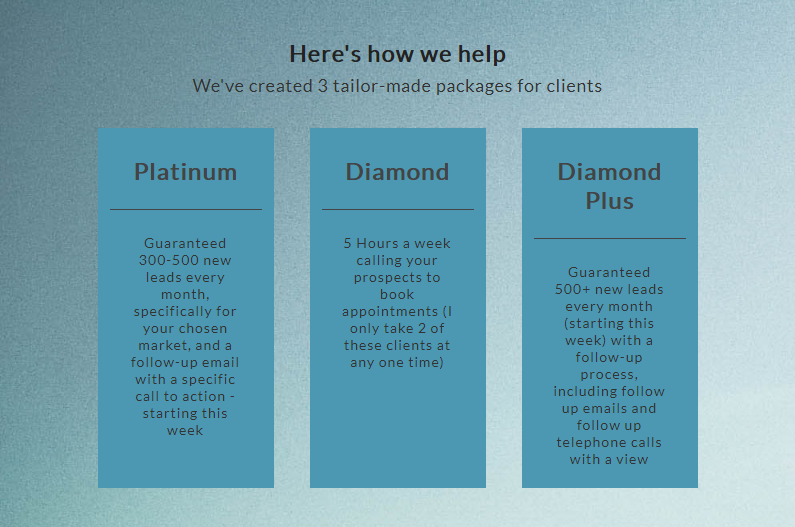 Here's how we help
We've created 3 tailor-made packages for clients
Platinum
Guaranteed
300-500 new
leads every
month,
specifically for
your chosen
market, and a
follow-up email
with a specific
call to action -
starting this
week
Diamond
5 Hours a week
calling your
prospects to
book
appointments (I
only take 2 of
these clients at
any one time)
Diamond
Plus
Guaranteed
500+ new leads
every month
(starting this
week) with a
follow-up
process,
including follow
up emails and
follow up
telephone calls
with a view